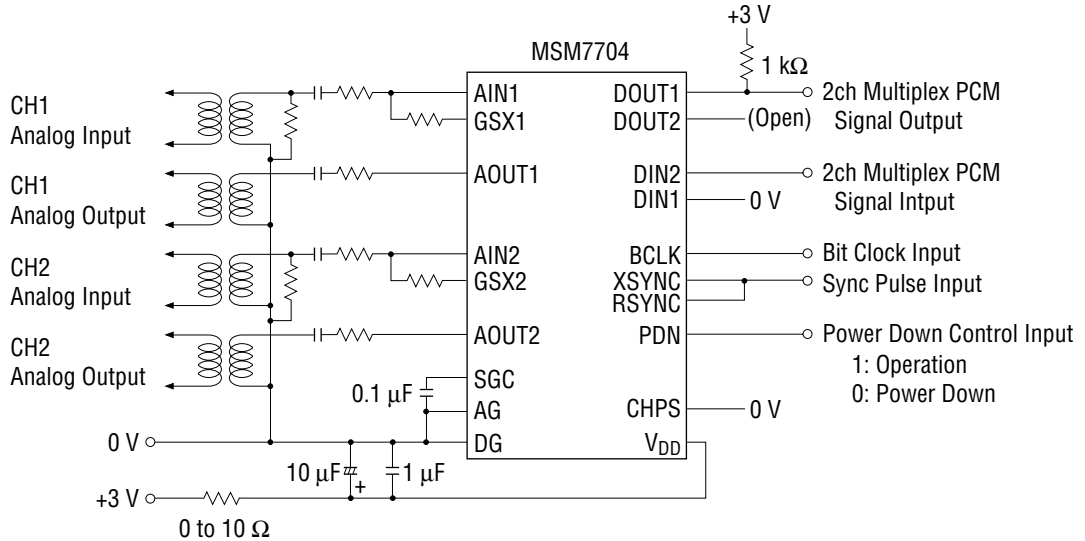 +3 V
MSM7704
1 kΩ
CH1
Analog Input
AIN1
GSX1
DOUT1
2ch Multiplex PCM
Signal Output
DOUT2
(Open)
CH1
Analog Output
AOUT1
DIN2
2ch Multiplex PCM
Signal Intput
DIN1
0 V
CH2
Analog Input
AIN2
GSX2
BCLK
Bit Clock Input
XSYNC
Sync Pulse Input
RSYNC
CH2
Analog Output
AOUT2
PDN
Power Down Control Input
1: Operation
0: Power Down
SGC
0.1 μF
AG
CHPS
0 V
0 V
DG
VDD
10 μF
+
1 μF
+3 V
0 to 10 Ω